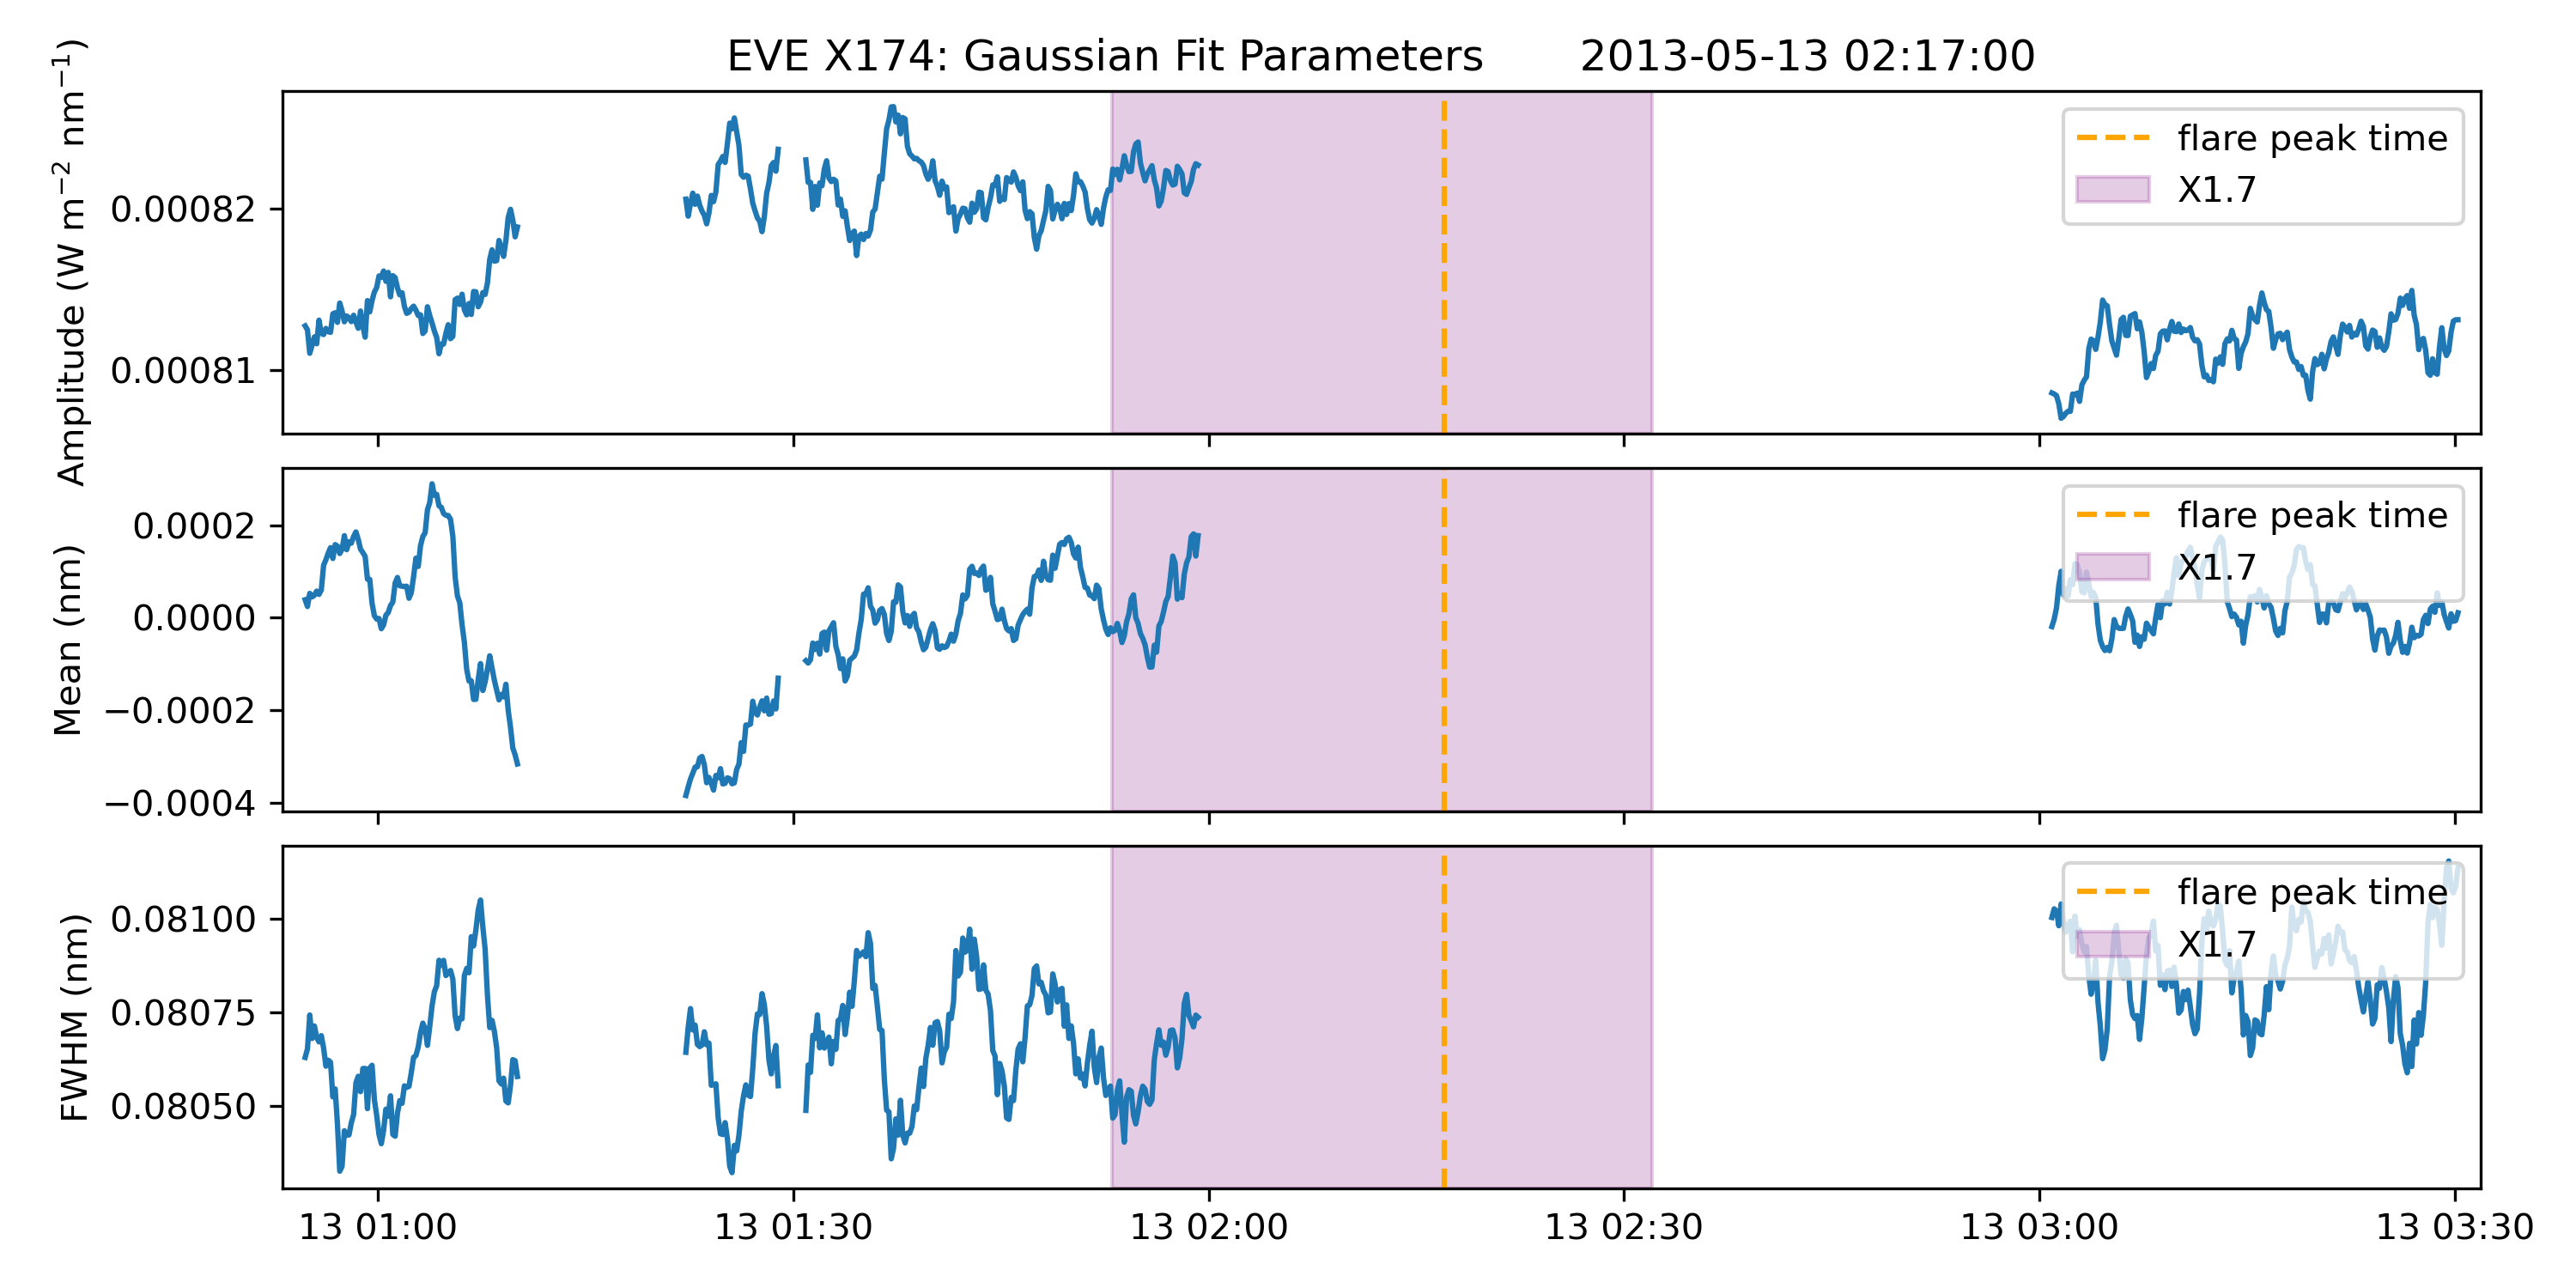 EVE X174: Gaussian Fit Parameters 2013-05-13 02:17:00
Amplitude (W m⁻² nm⁻¹)
0.00082
0.00081
flare peak time
X1.7
Mean (nm)
0.0002
0.0000
−0.0002
−0.0004
flare peak time
X1.7
FWHM (nm)
0.08100
0.08075
0.08050
flare peak time
X1.7
13 01:00 13 01:30 13 02:00 13 02:30 13 03:00 13 03:30